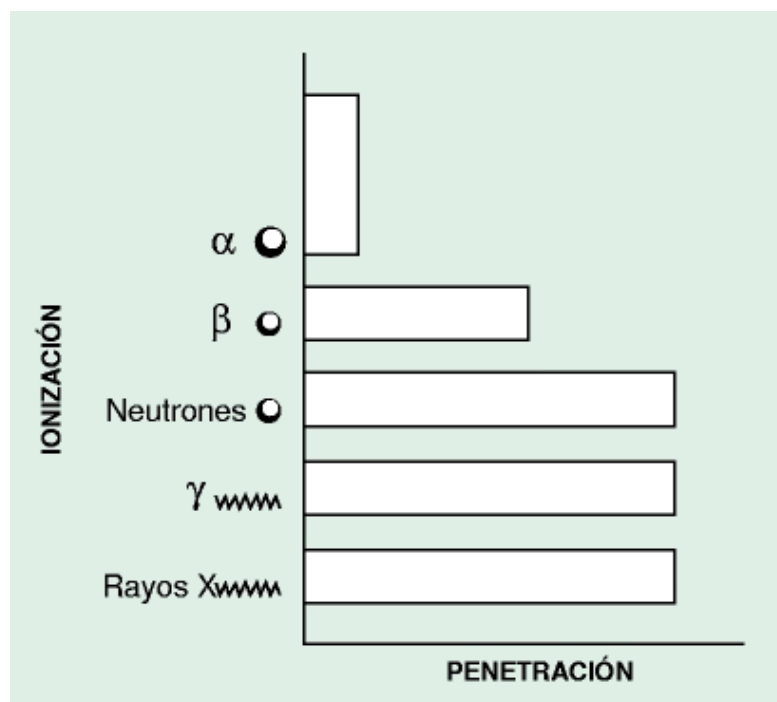 α
β
Neutrones
γ
Rayos X
IONIZACIÓN
PENETRACIÓN